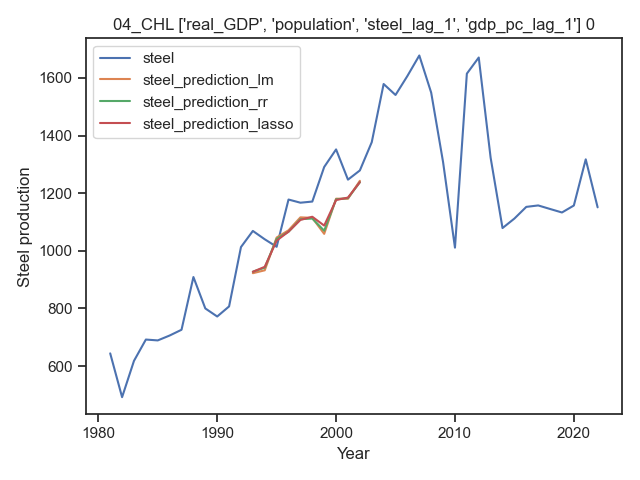 04_CHL ['real_GDP', 'population', 'steel_lag_1', 'gdp_pc_lag_1'] 0
steel
steel_prediction_lm
steel_prediction_rr
steel_prediction_lasso
Steel production
1600
1400
1200
1000
800
600
1980 1990 2000 2010 2020
Year